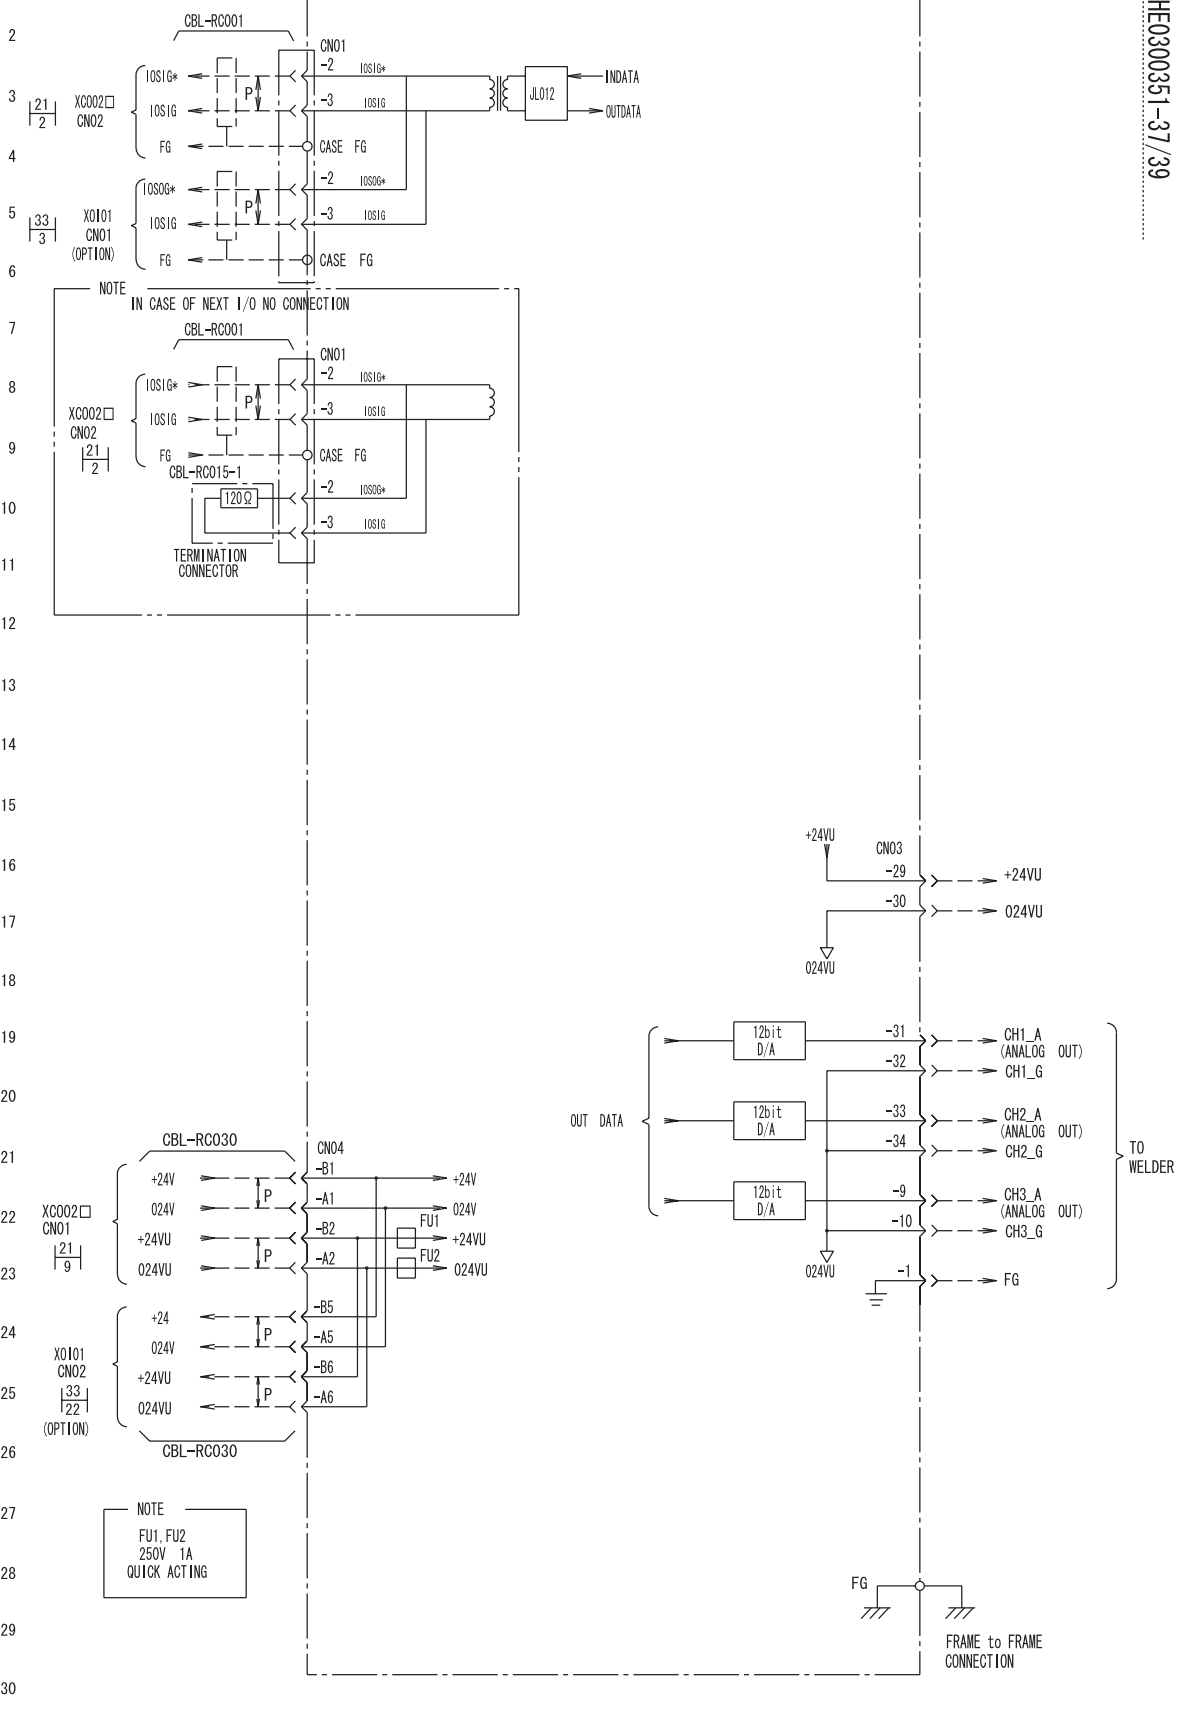 HE0300351-37/39
2
CBL-RC001
CN01
-2
IOSIG*
IOSIG*
P
INDATA
3
21
2
XC002□
CN02
IOSIG
-3
IOSIG
JL012
OUTDATA
4
FG
CASE FG
-2
IOSOG*
IOSOG*
P
5
33
3
XOI01
CN01
(OPTION)
IOSIG
-3
IOSIG
FG
CASE FG
6
NOTE
IN CASE OF NEXT I/O NO CONNECTION
7
CBL-RC001
CN01
-2
8
IOSIG*
IOSIG*
P
XC002□
CN02
21
2
IOSIG
-3
IOSIG
9
FG
CASE FG
CBL-RC015-1
120Ω
-2
IOSOG*
10
-3
IOSIG
TERMINATION
CONNECTOR
11
12
13
14
15
+24VU
CN03
16
-29
+24VU
-30
024VU
17
024VU
18
19
12bit
D/A
-31
CH1_A
(ANALOG OUT)
-32
CH1_G
20
OUT DATA
12bit
D/A
-33
CH2_A
(ANALOG OUT)
-34
CH2_G
TO
WELDER
12bit
D/A
-9
CH3_A
(ANALOG OUT)
-10
CH3_G
024VU
-1
FG
CBL-RC030
CN04
21
+24V
-B1
+24V
P
22
XC002□
CN01
21
9
024V
-A1
024V
+24VU
-B2
FU1
+24VU
P
23
024VU
-A2
FU2
024VU
24
+24
-B5
P
XOI01
CN02
33
22
(OPTION)
024V
-A5
25
+24VU
-B6
P
024VU
-A6
26
CBL-RC030
27
NOTE
FU1,FU2
250V 1A
QUICK ACTING
28
FG
29
FRAME to FRAME
CONNECTION
30